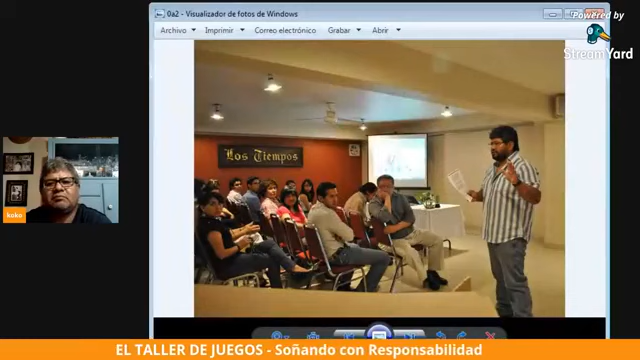 0a2 - Visualizador de fotos de Windows
Archivo Imprimir Correo electrónico Grabar Abrir
Powered by
StreamYard
Los Tiempos
koko
EL TALLER DE JUEGOS - Soñando con Responsabilidad